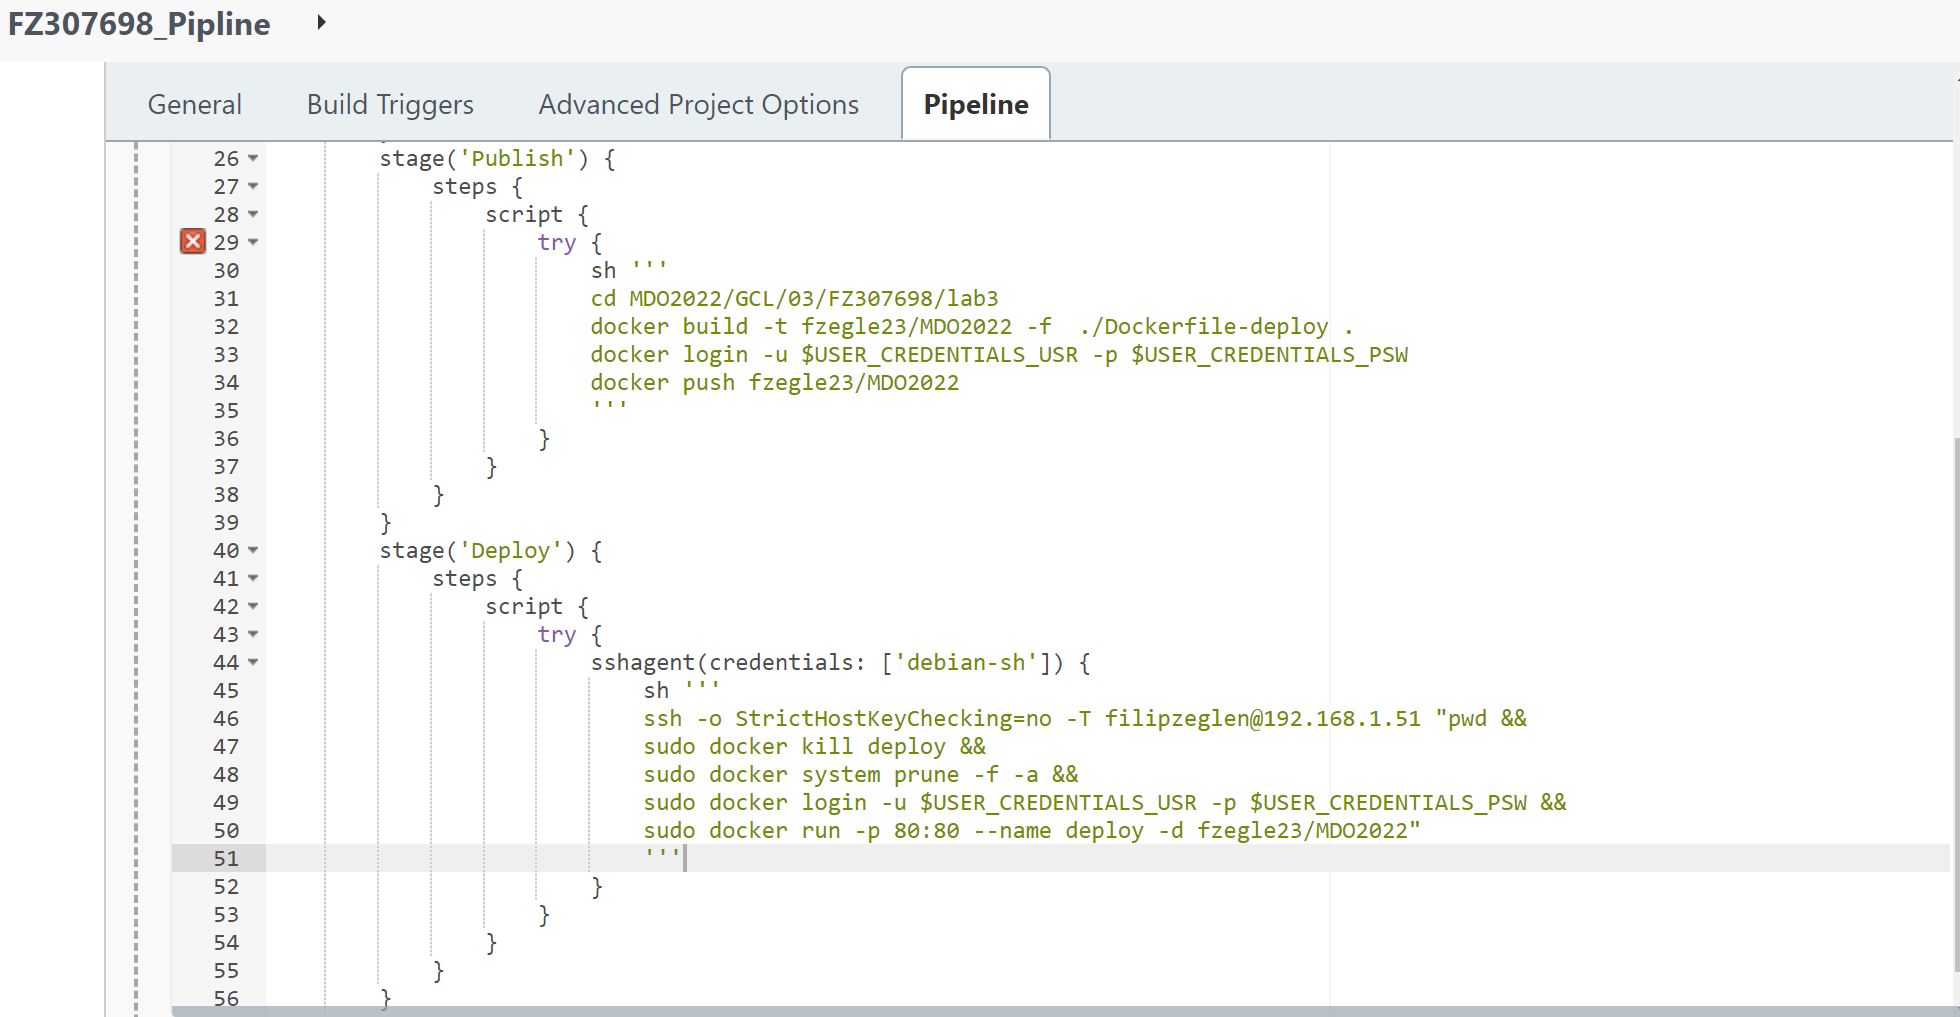 FZ307698_Pipline
General Build Triggers Advanced Project Options Pipeline
26 stage('Publish') {
27 steps {
28 script {
29 try {
30 sh '''
31 cd MDO2022/GCL/03/FZ307698/lab3
32 docker build -t fzegle23/MDO2022 -f  ./Dockerfile-deploy .
33 docker login -u $USER_CREDENTIALS_USR -p $USER_CREDENTIALS_PSW
34 docker push fzegle23/MDO2022
35 '''
36 }
37 }
38 }
39 }
40 stage('Deploy') {
41 steps {
42 script {
43 try {
44 sshagent(credentials: ['debian-sh']) {
45 sh '''
46 ssh -o StrictHostKeyChecking=no -T filipzeglen@192.168.1.51 "pwd &&
47 sudo docker kill deploy &&
48 sudo docker system prune -f -a &&
49 sudo docker login -u $USER_CREDENTIALS_USR -p $USER_CREDENTIALS_PSW &&
50 sudo docker run -p 80:80 --name deploy -d fzegle23/MDO2022"
51 '''
52 }
53 }
54 }
55 }
56 }